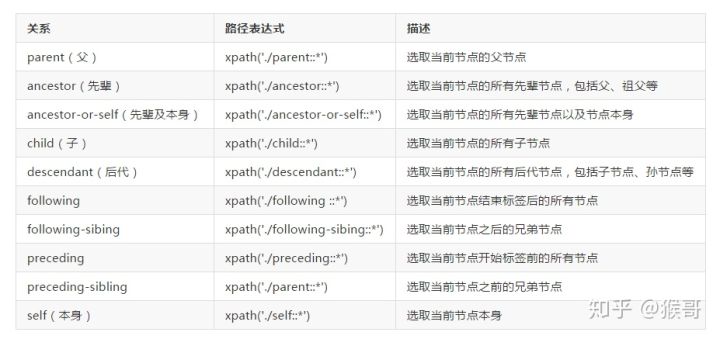 关系 路径表达式 描述
parent（父） xpath('./parent::*') 选取当前节点的父节点
ancestor（先辈） xpath('./ancestor::*') 选取当前节点的所有先辈节点，包括父、祖父等
ancestor-or-self（先辈及本身） xpath('./ancestor-or-self::*') 选取当前节点的所有先辈节点以及节点本身
child（子） xpath('./child::*') 选取当前节点的所有子节点
descendant（后代） xpath('./descendant::*') 选取当前节点的所有后代节点，包括子节点、孙节点等
following xpath('./following ::*') 选取当前节点结束标签后的所有节点
following-sibing xpath('./following-sibing::*') 选取当前节点之后的兄弟节点
preceding xpath('./preceding::*') 选取当前节点开始标签前的所有节点
preceding-sibling xpath('./parent::*') 选取当前节点之前的兄弟节点
self（本身） xpath('./self::*') 选取当前节点本身
知乎 @猴哥